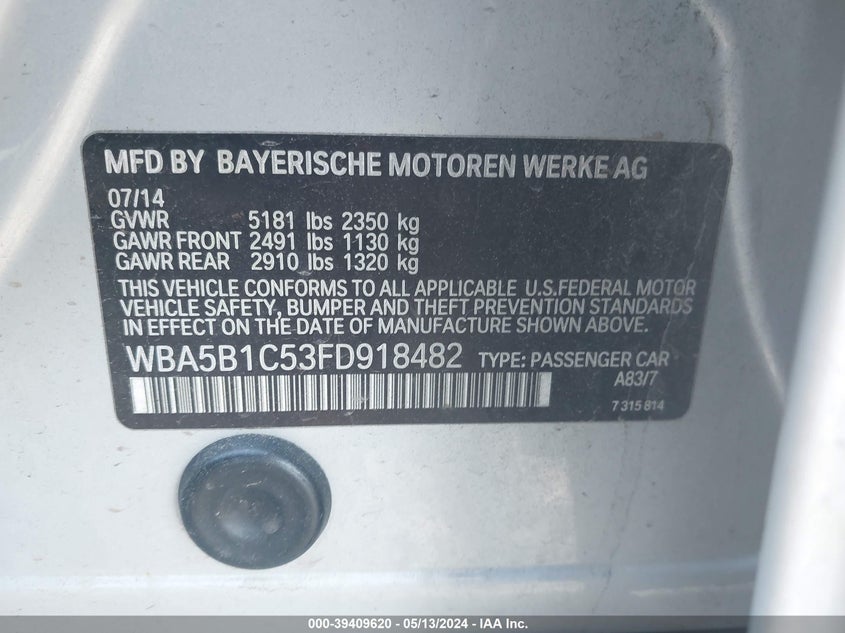 MFD BY BAYERISCHE MOTOREN WERKE AG
07/14
GVWR 5181 lbs 2350 kg
GAWR FRONT 2491 lbs 1130 kg
GAWR REAR 2910 lbs 1320 kg
THIS VEHICLE CONFORMS TO ALL APPLICABLE U.S.FEDERAL MOTOR
VEHICLE SAFETY, BUMPER AND THEFT PREVENTION STANDARDS
IN EFFECT ON THE DATE OF MANUFACTURE SHOWN ABOVE.
WBA5B1C53FD918482 TYPE: PASSENGER CAR
A83/7
7 315 814
000-39409620 - 05/13/2024 - IAA Inc.